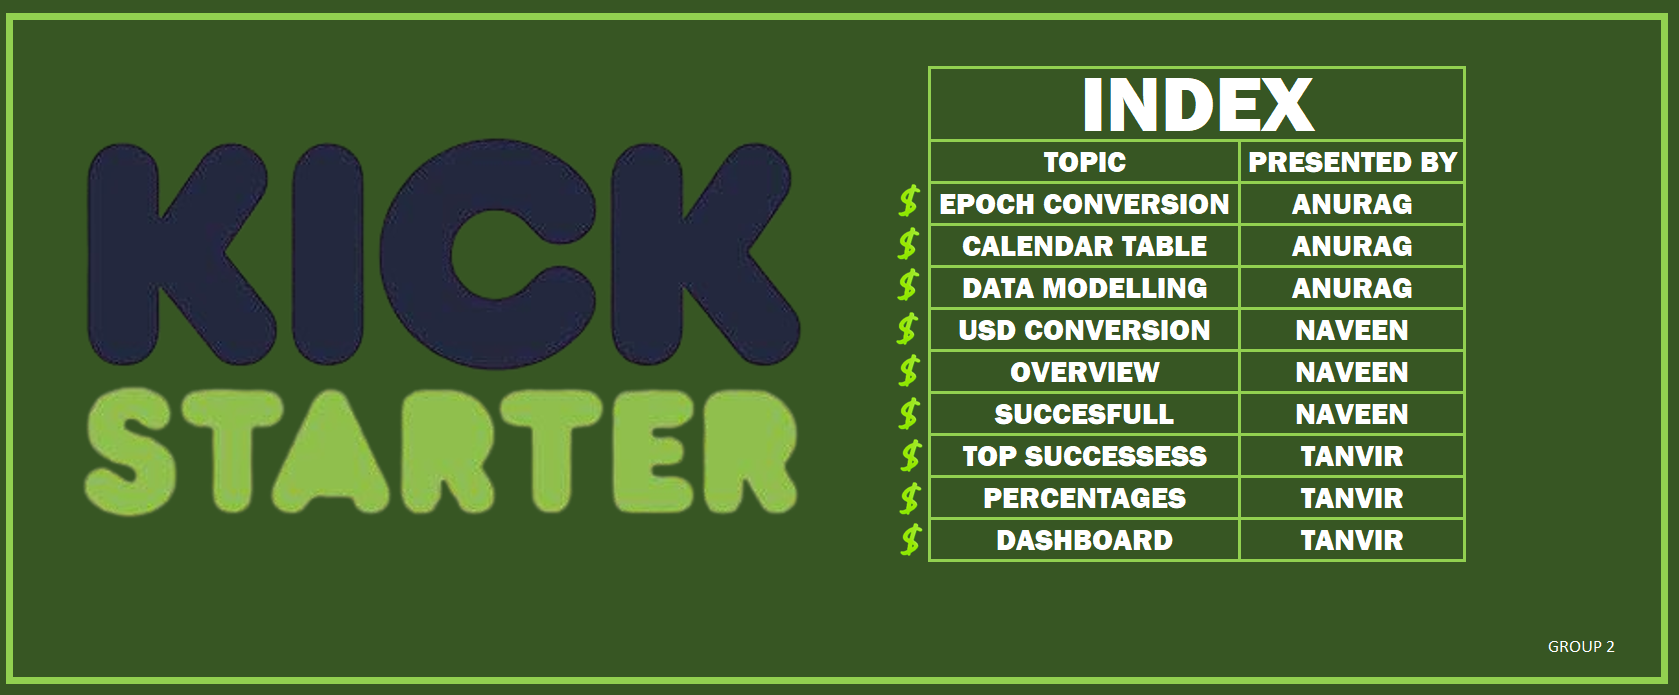 KICK
STARTER
INDEX
TOPIC PRESENTED BY
$ EPOCH CONVERSION ANURAG
$ CALENDAR TABLE ANURAG
$ DATA MODELLING ANURAG
$ USD CONVERSION NAVEEN
$ OVERVIEW NAVEEN
$ SUCCESFULL NAVEEN
$ TOP SUCCESSESS TANVIR
$ PERCENTAGES TANVIR
$ DASHBOARD TANVIR
GROUP 2